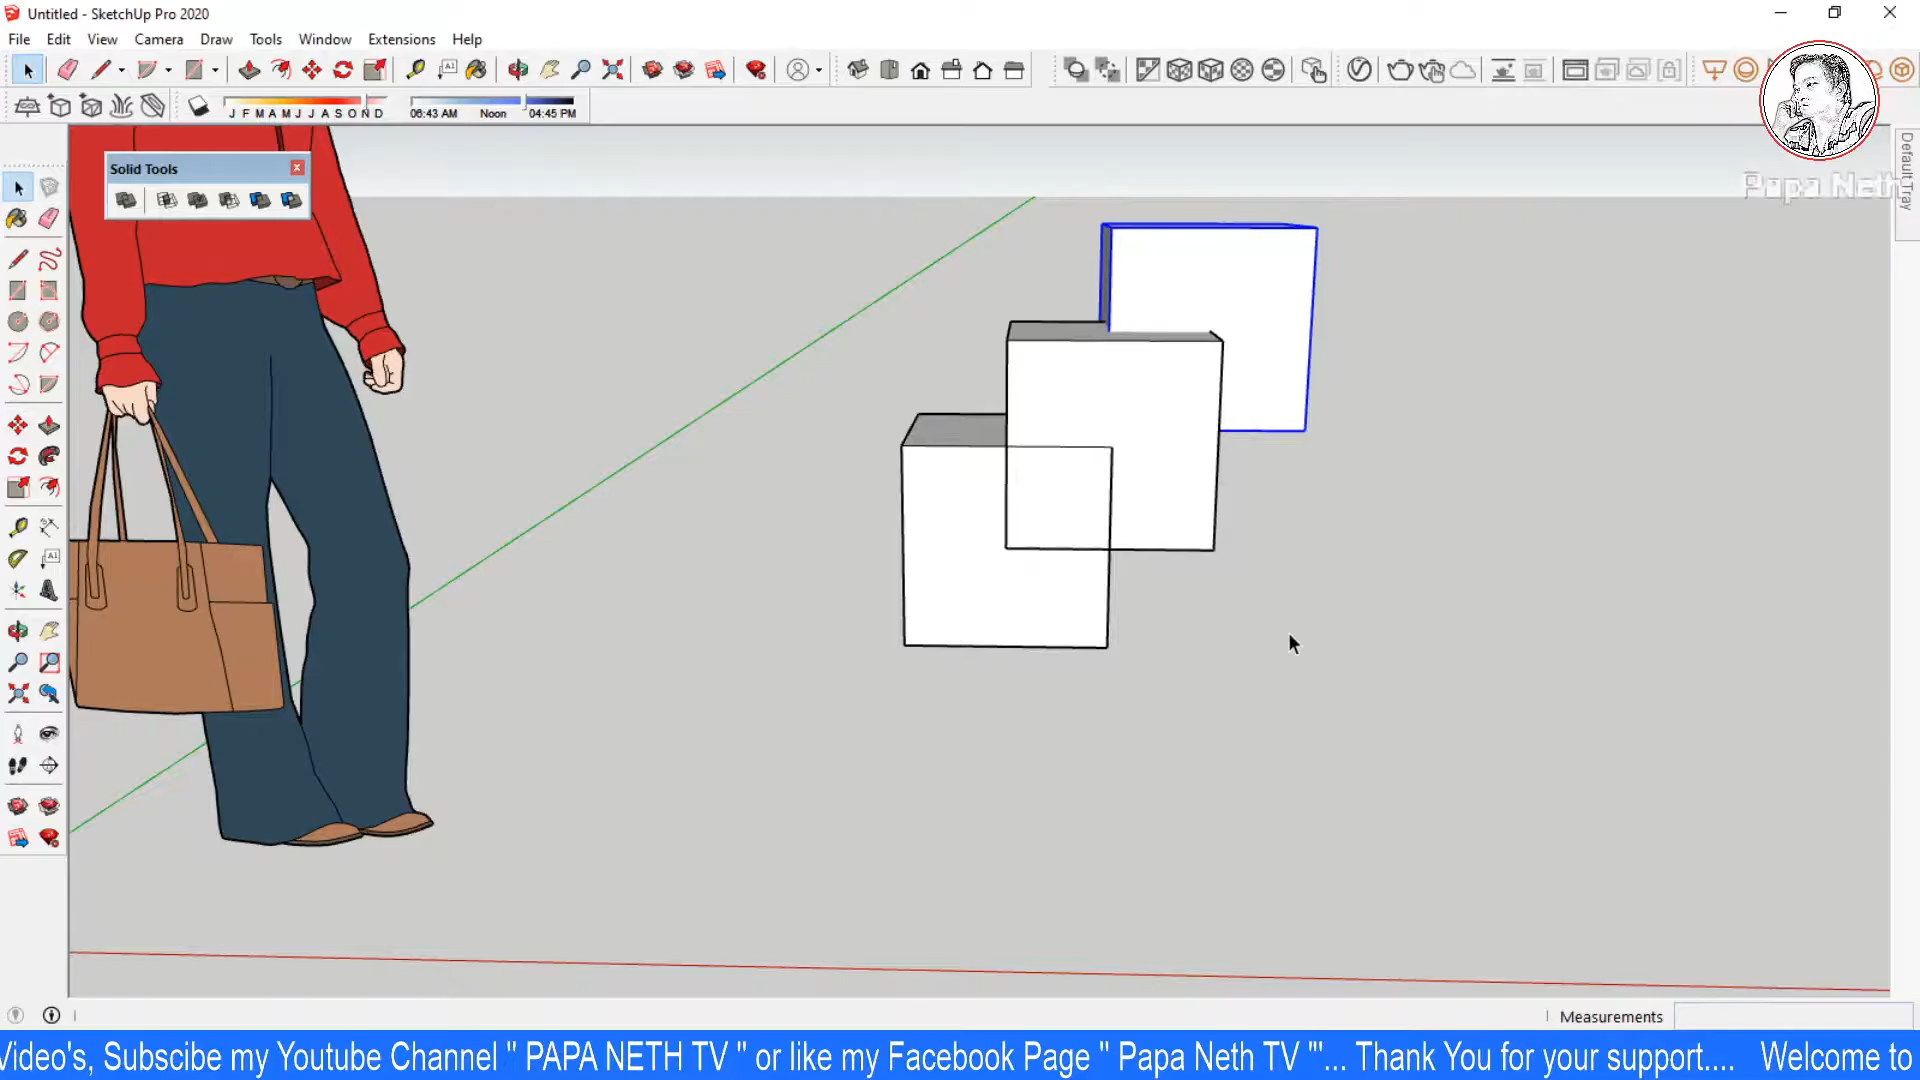 Untitled - SketchUp Pro 2020
File Edit View Camera Draw Tools Window Extensions Help
J F M A M J J A S O N D
06:43 AM Noon 04:45 PM
Solid Tools
Default Tray
Papa Neth
Measurements
Video's, Subscibe my Youtube Channel " PAPA NETH TV " or like my Facebook Page " Papa Neth TV "'... Thank You for your support.... Welcome to